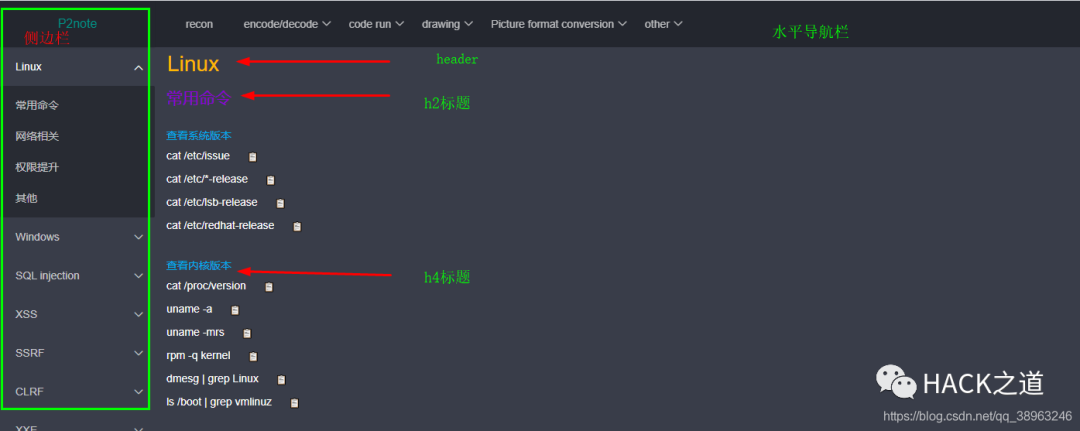 P2note
recon encode/decode code run drawing Picture format conversion other
侧边栏
水平导航栏
Linux
常用命令
网络相关
权限提升
其他
Windows
SQL injection
XSS
SSRF
CLRF
XXE
Linux
header
常用命令
h2标题
查看系统版本
cat /etc/issue
cat /etc/*-release
cat /etc/lsb-release
cat /etc/redhat-release
查看内核版本
h4标题
cat /proc/version
uname -a
uname -mrs
rpm -q kernel
dmesg | grep Linux
ls /boot | grep vmlinuz
HACK之道
https://blog.csdn.net/qq_38963246